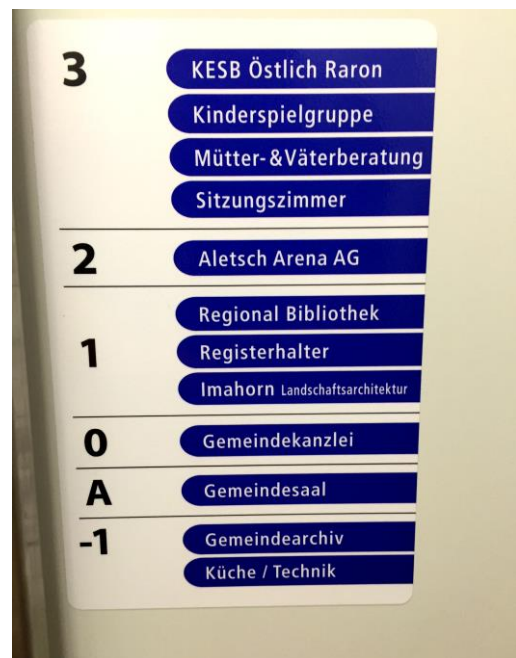 3
KESB Östlich Raron
Kinderspielgruppe
Mütter-&Väterberatung
Sitzungszimmer
2
Aletsch Arena AG
1
Regional Bibliothek
Registerhalter
Imahorn Landschaftsarchitektur
0
Gemeindekanzlei
A
Gemeindesaal
-1
Gemeindearchiv
Küche / Technik